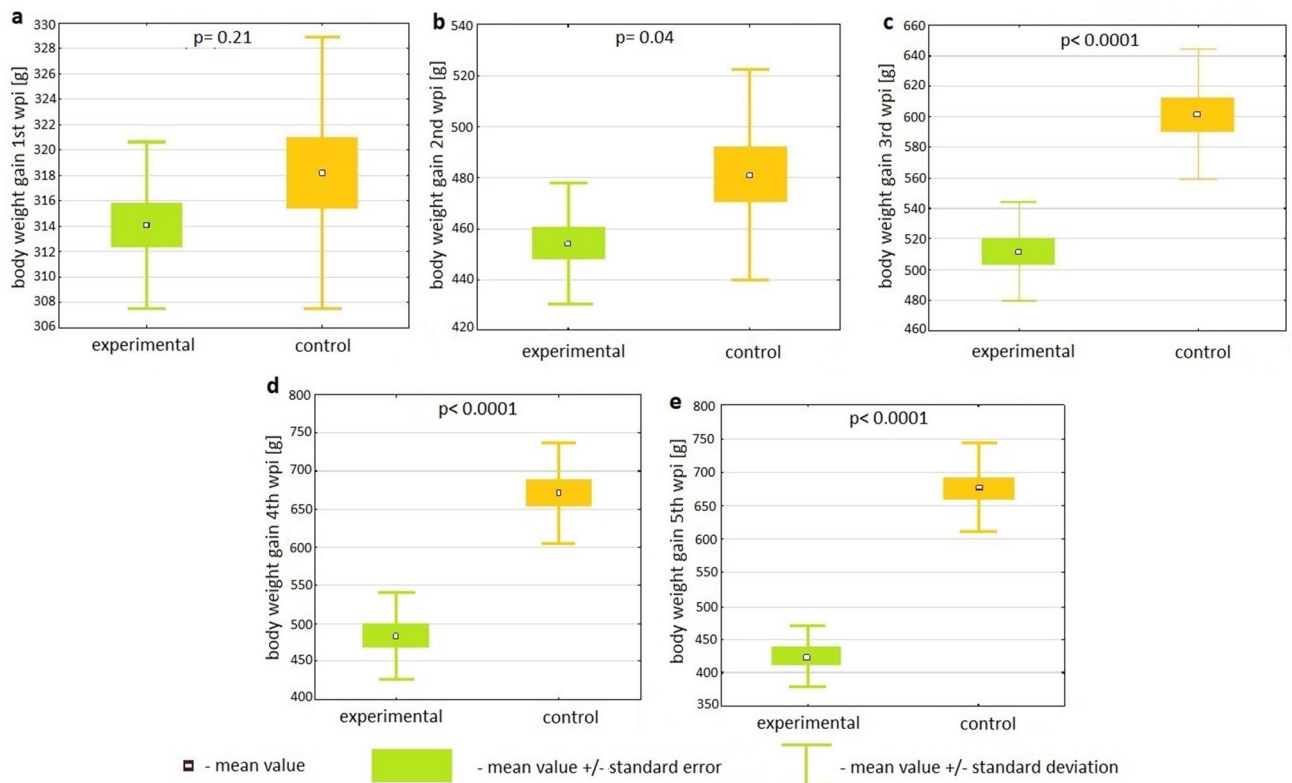 a
p= 0.21
body weight gain 1st wpi [g]
330
328
326
324
322
320
318
316
314
312
310
308
306
experimental control
b
p= 0.04
body weight gain 2nd wpi [g]
540
520
500
480
460
440
420
experimental control
c
p< 0.0001
body weight gain 3rd wpi [g]
660
640
620
600
580
560
540
520
500
480
460
experimental control
d
p< 0.0001
body weight gain 4th wpi [g]
800
750
700
650
600
550
500
450
400
experimental control
e
p< 0.0001
body weight gain 5th wpi [g]
800
750
700
650
600
550
500
450
400
350
experimental control
- mean value - mean value +/- standard error - mean value +/- standard deviation